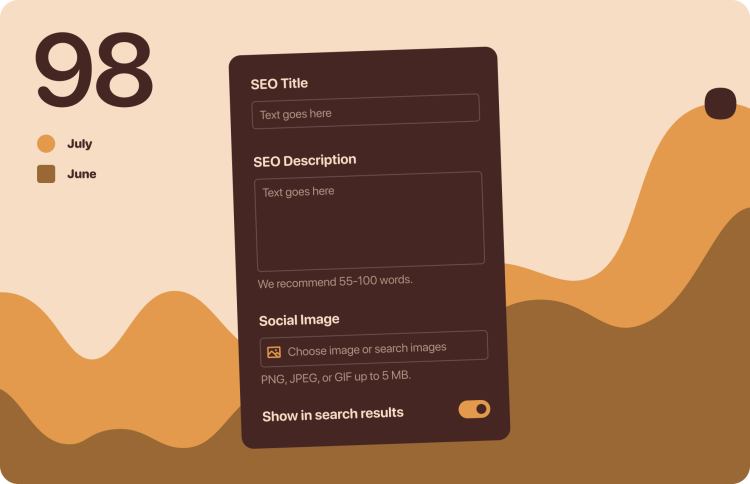 98
July
June
SEO Title
Text goes here
SEO Description
Text goes here
We recommend 55-100 words.
Social Image
Choose image or search images
PNG, JPEG, or GIF up to 5 MB.
Show in search results